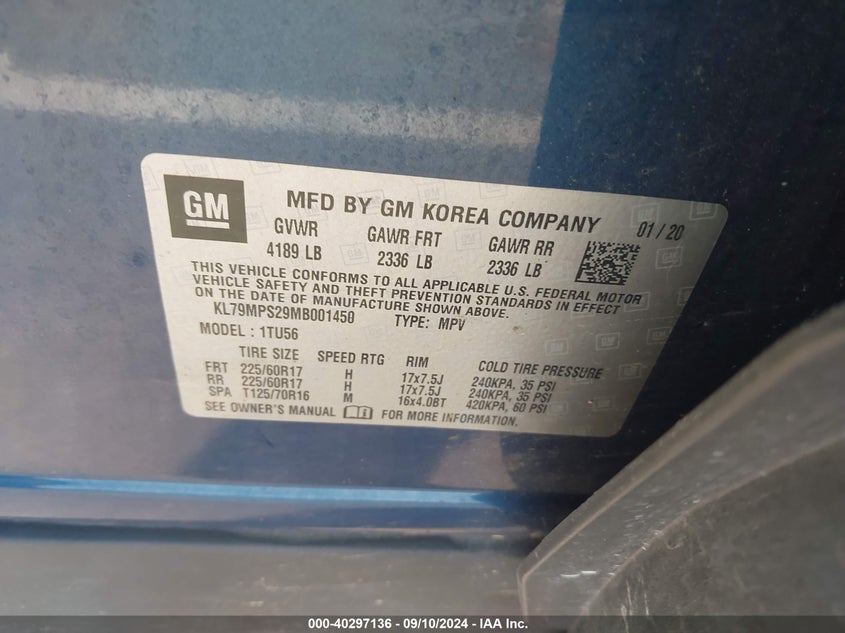 GM
MFD BY GM KOREA COMPANY 01 / 20
GVWR GAWR FRT GAWR RR
4189 LB 2336 LB 2336 LB
THIS VEHICLE CONFORMS TO ALL APPLICABLE U.S. FEDERAL MOTOR
VEHICLE SAFETY AND THEFT PREVENTION STANDARDS IN EFFECT
ON THE DATE OF MANUFACTURE SHOWN ABOVE.
KL79MPS29MB001450 TYPE: MPV
MODEL : 1TU56
TIRE SIZE SPEED RTG RIM COLD TIRE PRESSURE
FRT 225/60R17 H 17x7.5J 240KPA, 35 PSI
RR 225/60R17 H 17x7.5J 240KPA, 35 PSI
SPA T125/70R16 M 16x4.0BT 420KPA, 60 PSI
SEE OWNER'S MANUAL FOR MORE INFORMATION.
000-40297136 - 09/10/2024 - IAA Inc.